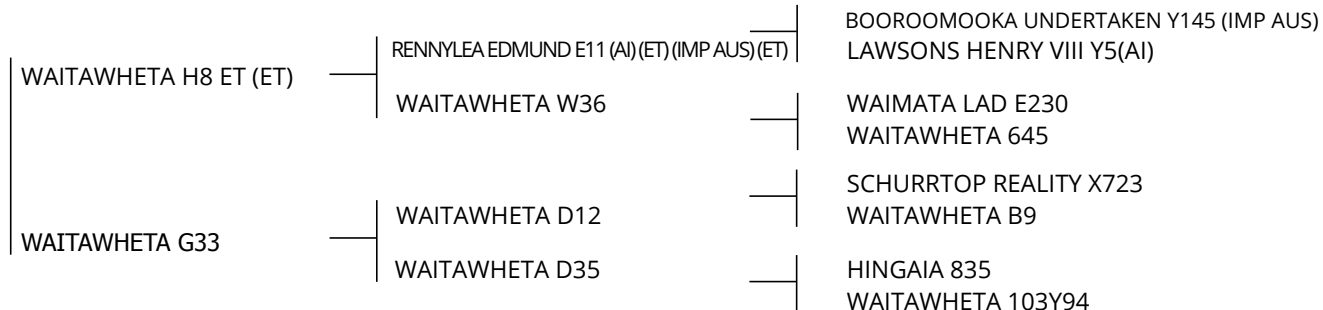 BOOROOMOOKA UNDERTAKEN Y145 (IMP AUS)
RENNYLEA EDMUND E11 (AI) (ET) (IMP AUS) (ET)
LAWSONS HENRY VIII Y5(AI)
WAITAWHETA H8 ET (ET)
WAITAWHETA W36
WAIMATA LAD E230
WAITAWHETA 645
SCHURRTOP REALITY X723
WAITAWHETA D12
WAITAWHETA B9
WAITAWHETA G33
WAITAWHETA D35
HINGAIA 835
WAITAWHETA 103Y94